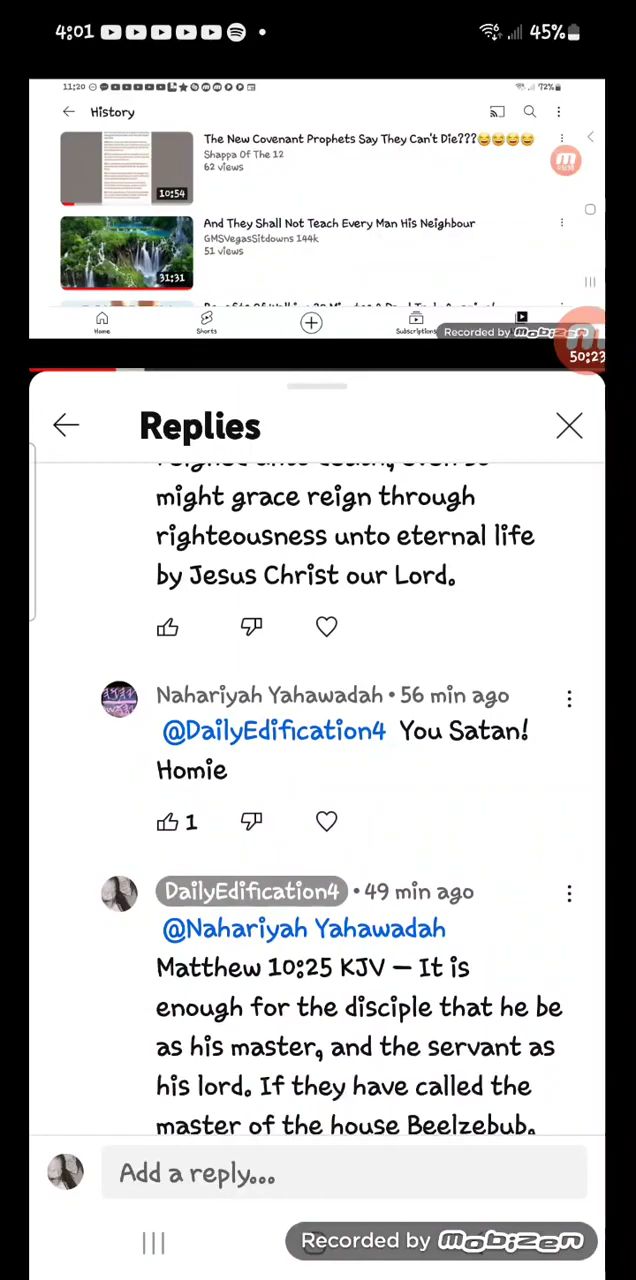 4:01
45%
11:20
72%
History
The New Covenant Prophets Say They Can't Die???😂😂😂😂
Shappa Of The 12
62 views
10:54
And They Shall Not Teach Every Man His Neighbour
GMSVegasSitdowns 144k
51 views
31:31
Home
Shorts
Subscriptions
Recorded by mobizen
50:23
Replies
might grace reign through
righteousness unto eternal life
by Jesus Christ our Lord.
Nahariyah Yahawadah • 56 min ago
@DailyEdification4 You Satan!
Homie
1
DailyEdification4 • 49 min ago
@Nahariyah Yahawadah
Matthew 10:25 KJV — It is
enough for the disciple that he be
as his master, and the servant as
his lord. If they have called the
master of the house Beelzebub,
Add a reply...
Recorded by mobizen